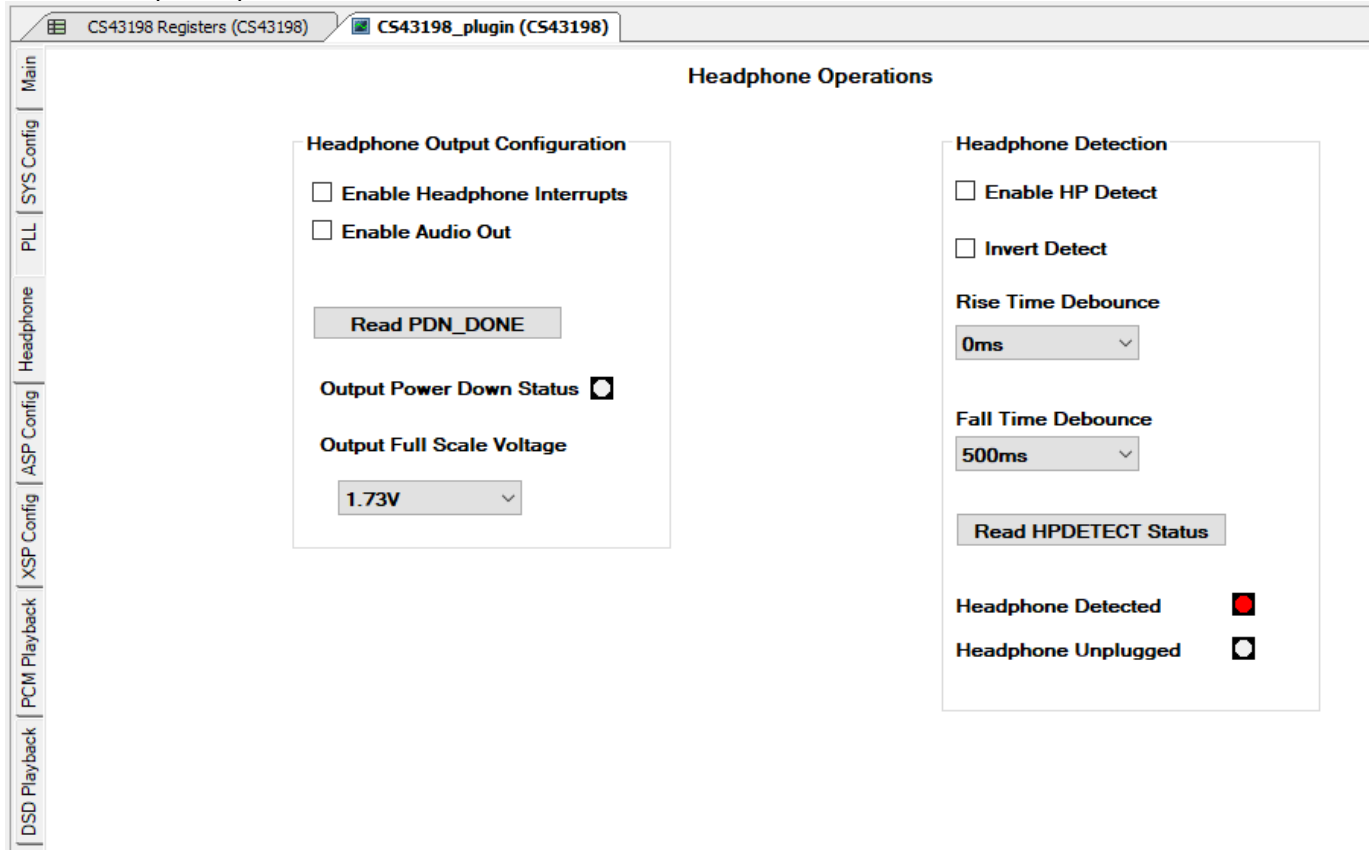 CS43198 Registers (CS43198)
CS43198_plugin (CS43198)
Main
SYS Config
PLL
Headphone
ASP Config
XSP Config
PCM Playback
DSD Playback
Headphone Operations
Headphone Output Configuration
Enable Headphone Interrupts
Enable Audio Out
Read PDN_DONE
Output Power Down Status
Output Full Scale Voltage
1.73V
Headphone Detection
Enable HP Detect
Invert Detect
Rise Time Debounce
0ms
Fall Time Debounce
500ms
Read HPDETECT Status
Headphone Detected
Headphone Unplugged